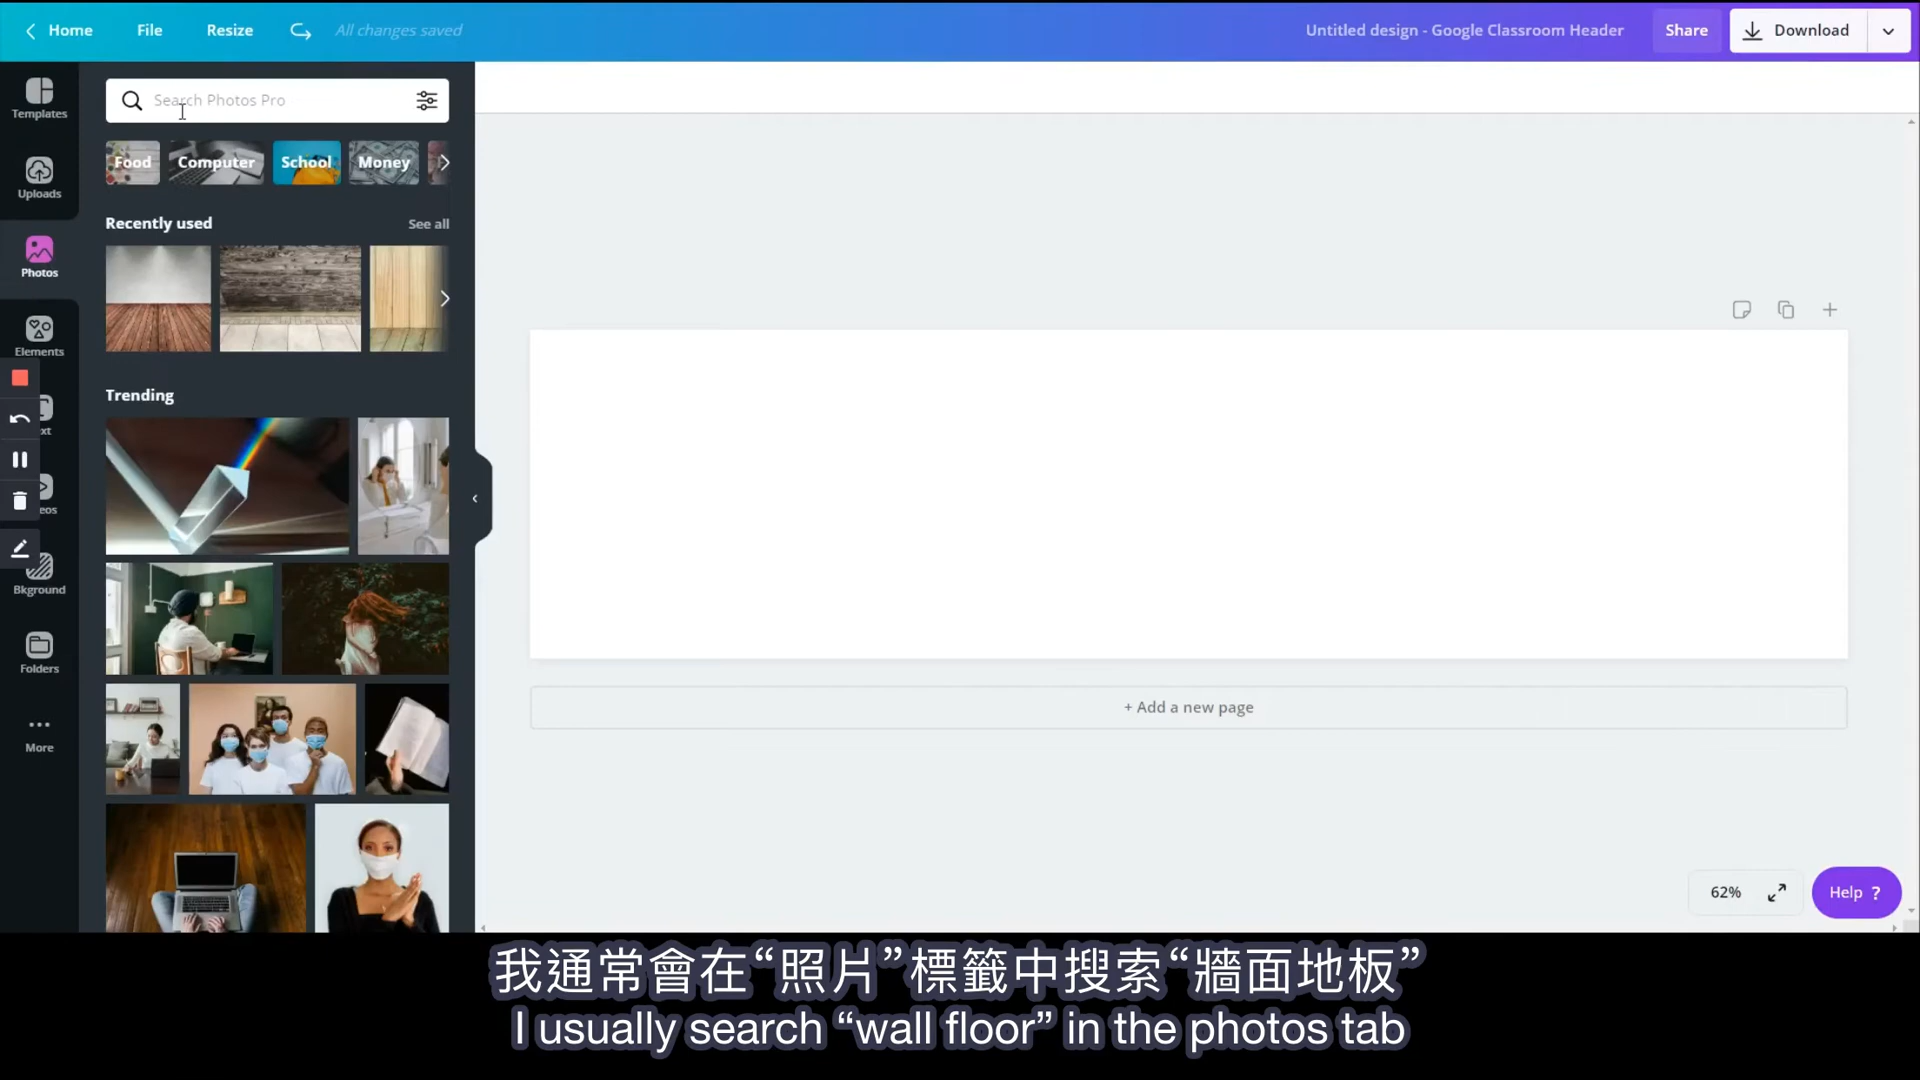 Home
File
Resize
All changes saved
Untitled design - Google Classroom Header
Share
Download
Templates
Uploads
Photos
Elements
xt
eos
Bkground
Folders
More
Search Photos Pro
Food
Computer
School
Money
Recently used
See all
Trending
+ Add a new page
62%
Help ?
我通常會在“照片”標籤中搜索“牆面地板”
I usually search “wall floor” in the photos tab